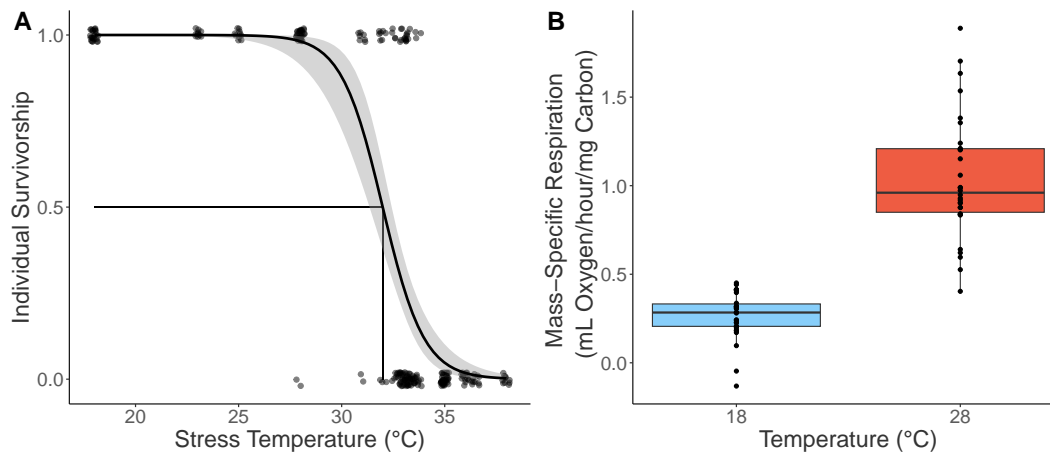 A
Individual Survivorship
1.0
0.5
0.0
20
25
30
35
Stress Temperature (°C)
B
Mass−Specific Respiration
(mL Oxygen/hour/mg Carbon)
1.5
1.0
0.5
0.0
18
28
Temperature (°C)